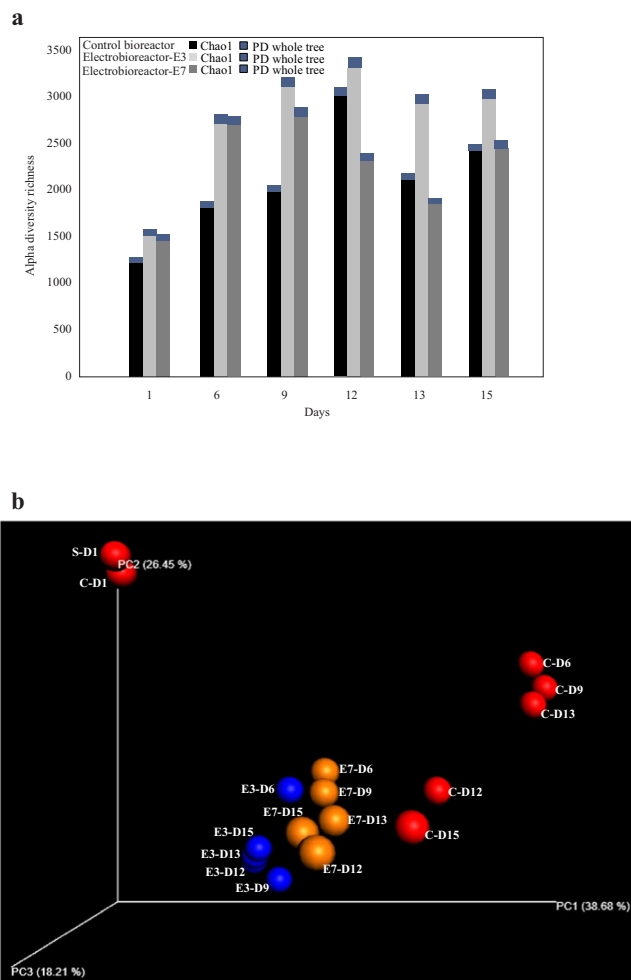 a
Control bioreactor Chao1 PD whole tree
Electrobioreactor-E3 Chao1 PD whole tree
Electrobioreactor-E7 Chao1 PD whole tree
3500
3000
2500
2000
1500
1000
500
0
Alpha diversity richness
1 6 9 12 13 15
Days
b
S-D1
PC2 (26.45 %)
C-D1
C-D6
C-D9
C-D13
E7-D6
E3-D6
E7-D9
C-D12
E7-D15
E7-D13
E3-D15
C-D15
E3-D13
E3-D12
E7-D12
E3-D9
PC1 (38.68 %)
PC3 (18.21 %)